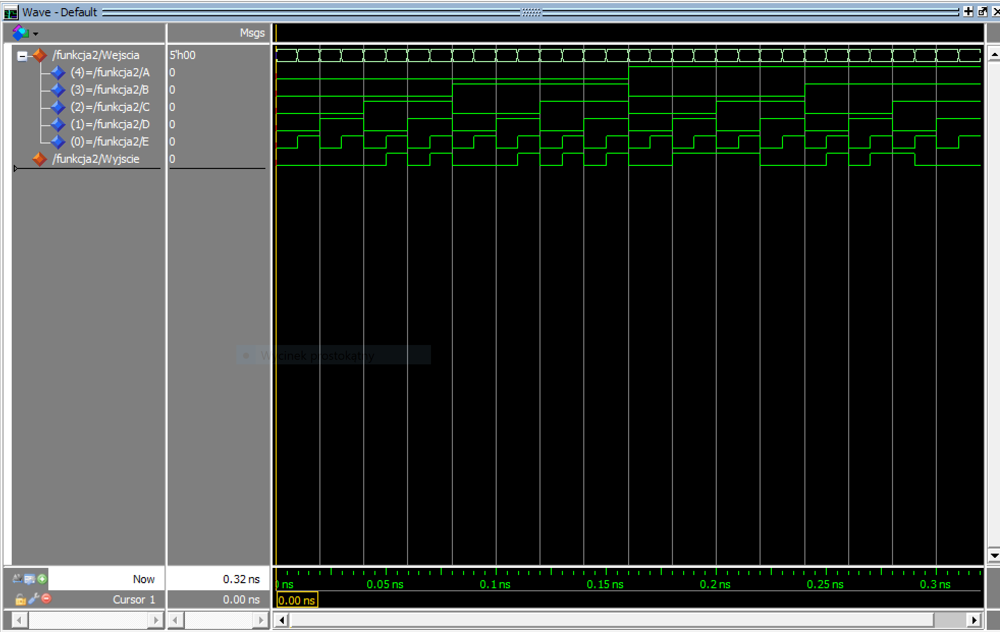 Wave - Default
Msgs
/funkcja2/Wejscia 5'h00
(4)=/funkcja2/A 0
(3)=/funkcja2/B 0
(2)=/funkcja2/C 0
(1)=/funkcja2/D 0
(0)=/funkcja2/E 0
/funkcja2/Wyjscie 0
Wycinek prostokątny
Now 0.32 ns
ns 0.05 ns 0.1 ns 0.15 ns 0.2 ns 0.25 ns 0.3 ns
Cursor 1 0.00 ns 0.00 ns